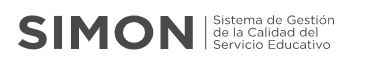 SIMON
Sistema de Gestión
de la Calidad del
Servicio Educativo